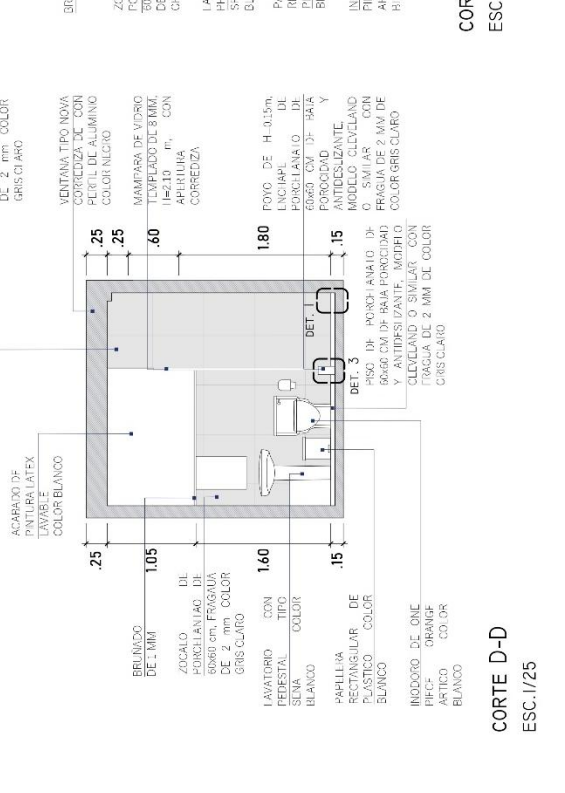 DE 2 mm COLOR
GRIS CLARO
VENTANA TIPO NOVA
CORREDIZA DE CON
PERFIL DE ALUMINIO
COLOR NEGRO
MAMPARA DE VIDRIO
TEMPLADO DE 8 MM,
H=2.10 m, CON
APERTURA
CORREDIZA
POYO DE H=0.15m,
ENCHAPE DE
PORCELANATO DE
60x60 CM DE BAJA
POROCIDAD Y
ANTIDESLIZANTE,
MODELO CLEVELAND
O SIMILAR CON
FRAGUA DE 2 MM DE
COLOR GRIS CLARO
.25
.25
.60
1.80
.15
DET. 1
DET. 3
PISO DE PORCELANATO DE
60x60 CM DE BAJA POROCIDAD
Y ANTIDESLIZANTE, MODELO
CLEVELAND O SIMILAR CON
FRAGUA DE 2 MM DE COLOR
GRIS CLARO
ACABADO DE
PINTURA LATEX
LAVABLE
COLOR BLANCO
.25
1.05
1.60
.15
BRUÑADO
DE 1 MM
ZOCALO DE
PORCELANTAO DE
60x60 cm, FRAGAUA
DE 2 mm COLOR
GRIS CLARO
LAVATORIO CON
PEDESTAL TIPO
SENA COLOR
BLANCO
PAPELERA
RECTANGULAR DE
PLASTICO COLOR
BLANCO
INODORO DE ONE
PIECE ORANGE
ARTICO COLOR
BLANCO
CORTE D-D
ESC.1/25
COR
ESC